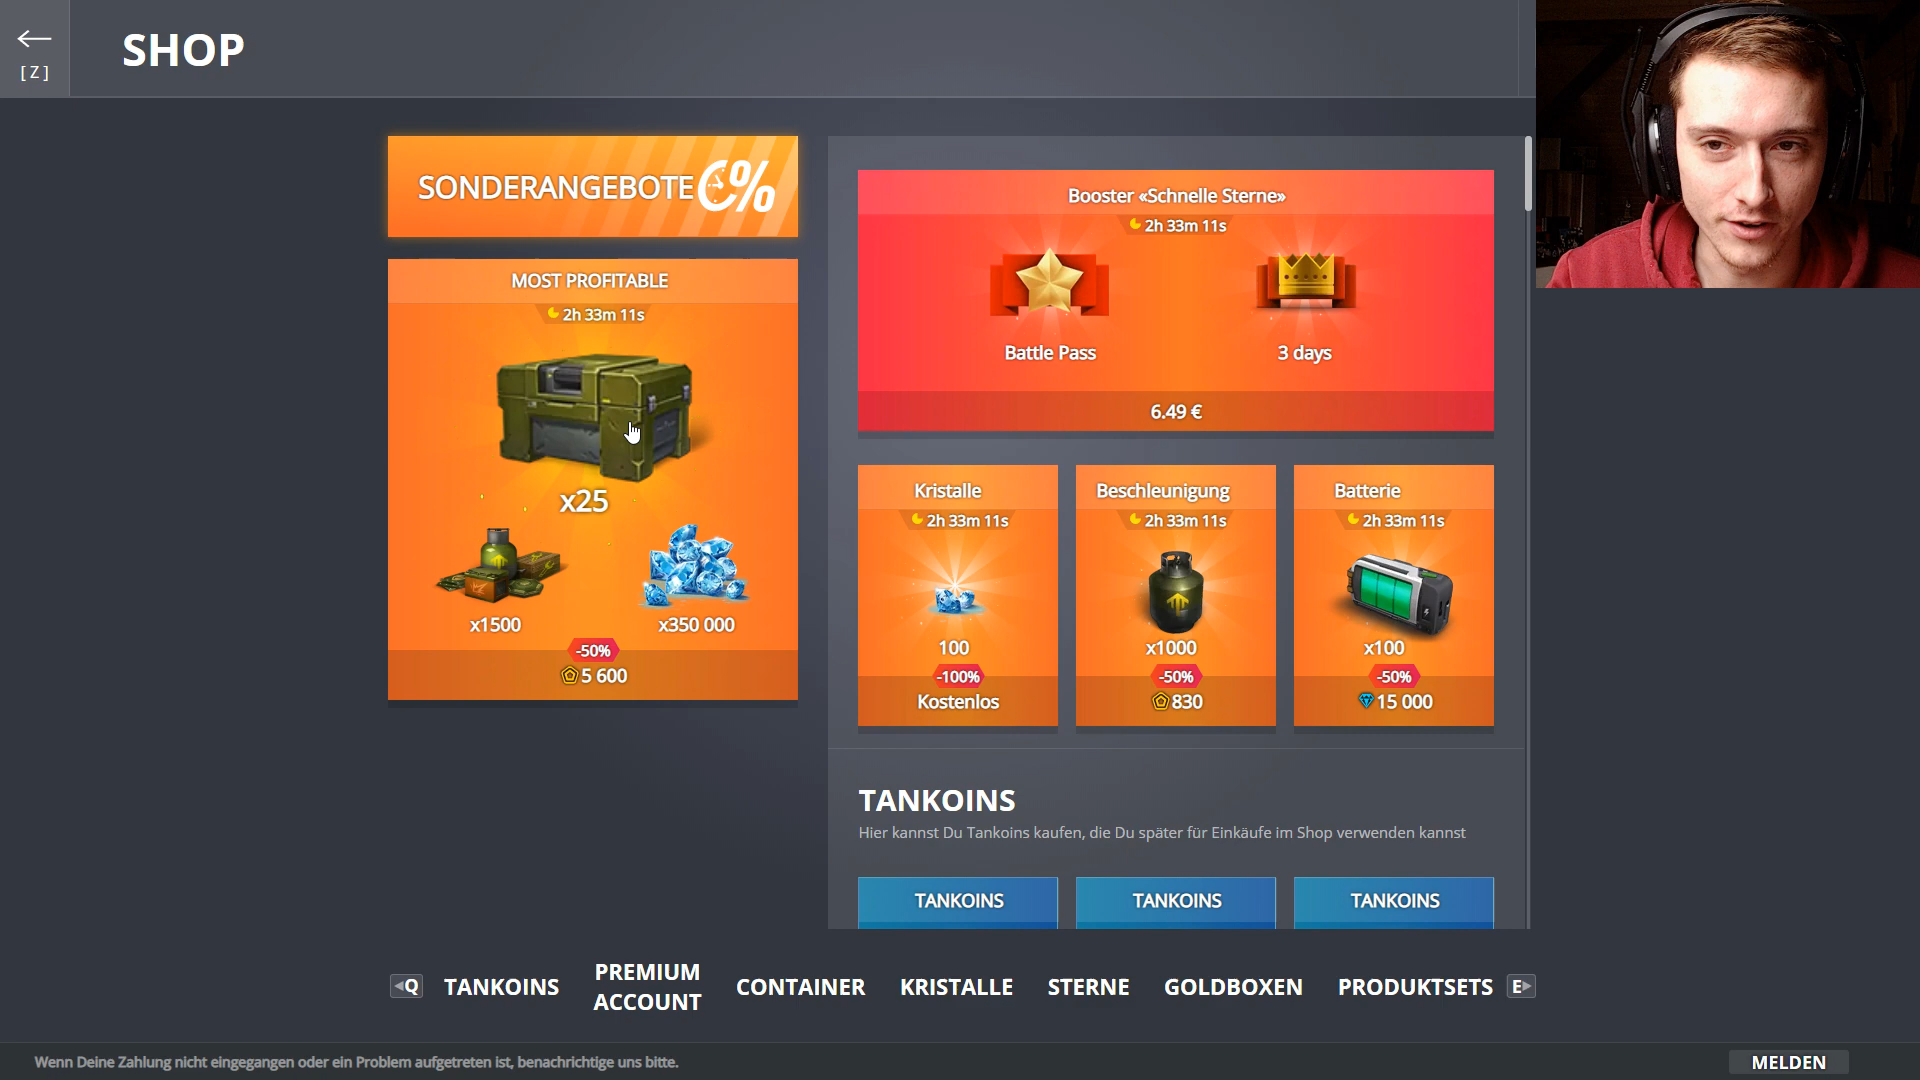 [ Z ]
SHOP
SONDERANGEBOTE %
MOST PROFITABLE
2h 33m 11s
x25
x1500
x350 000
-50%
5 600
Booster «Schnelle Sterne»
2h 33m 11s
Battle Pass
3 days
6.49 €
Kristalle
2h 33m 11s
100
-100%
Kostenlos
Beschleunigung
2h 33m 11s
x1000
-50%
830
Batterie
2h 33m 11s
x100
-50%
15 000
TANKOINS
Hier kannst Du Tankoins kaufen, die Du später für Einkäufe im Shop verwenden kannst
TANKOINS
TANKOINS
TANKOINS
Q
TANKOINS
PREMIUM
ACCOUNT
CONTAINER
KRISTALLE
STERNE
GOLDBOXEN
PRODUKTSETS
E
Wenn Deine Zahlung nicht eingegangen oder ein Problem aufgetreten ist, benachrichtige uns bitte.
MELDEN